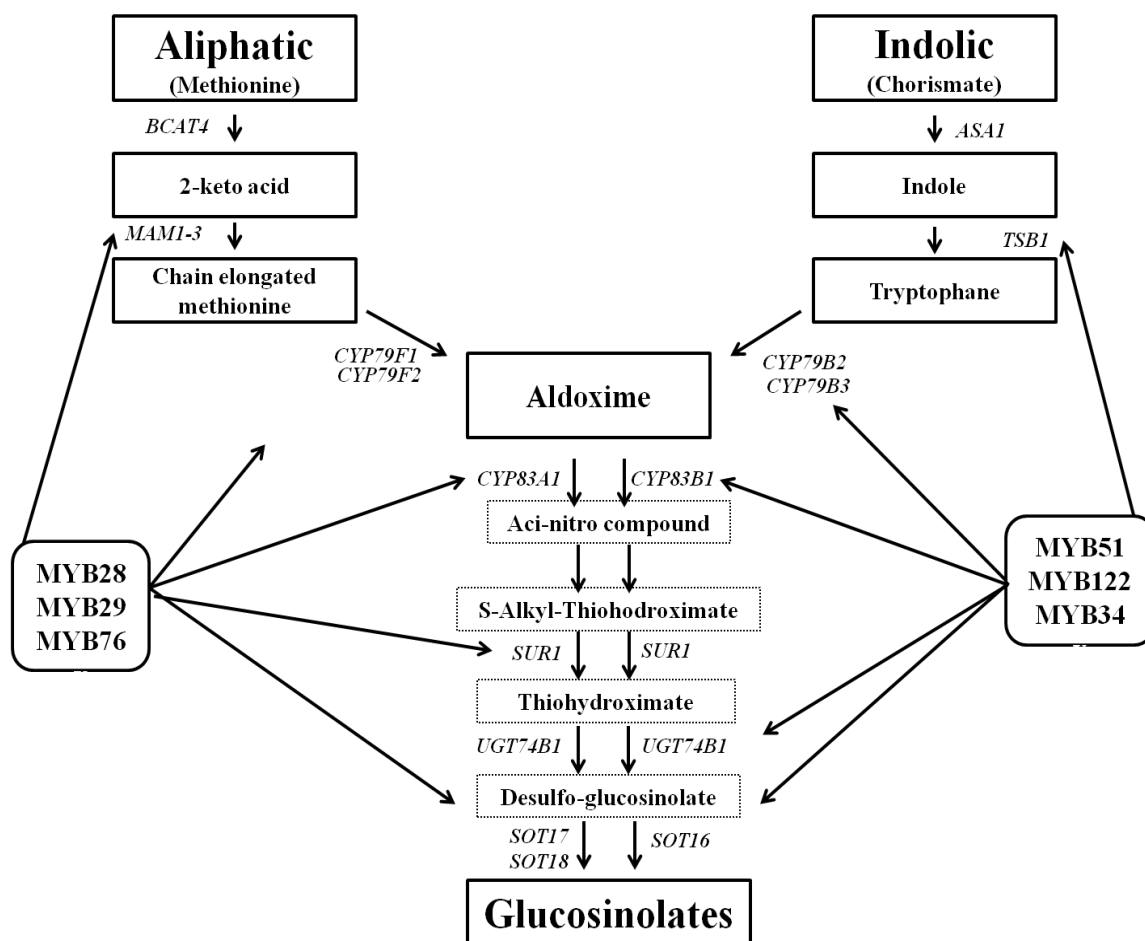 Aliphatic
(Methionine)
Indolic
(Chorismate)
BCAT4
ASA1
2-keto acid
Indole
MAM1-3
TSB1
Chain elongated
methionine
Tryptophane
CYP79F1
CYP79F2
CYP79B2
CYP79B3
Aldoxime
CYP83A1
CYP83B1
Aci-nitro compound
MYB28
MYB29
MYB76
MYB51
MYB122
MYB34
S-Alkyl-Thiohodroximate
SUR1
SUR1
Thiohydroximate
UGT74B1
UGT74B1
Desulfo-glucosinolate
SOT17
SOT18
SOT16
Glucosinolates